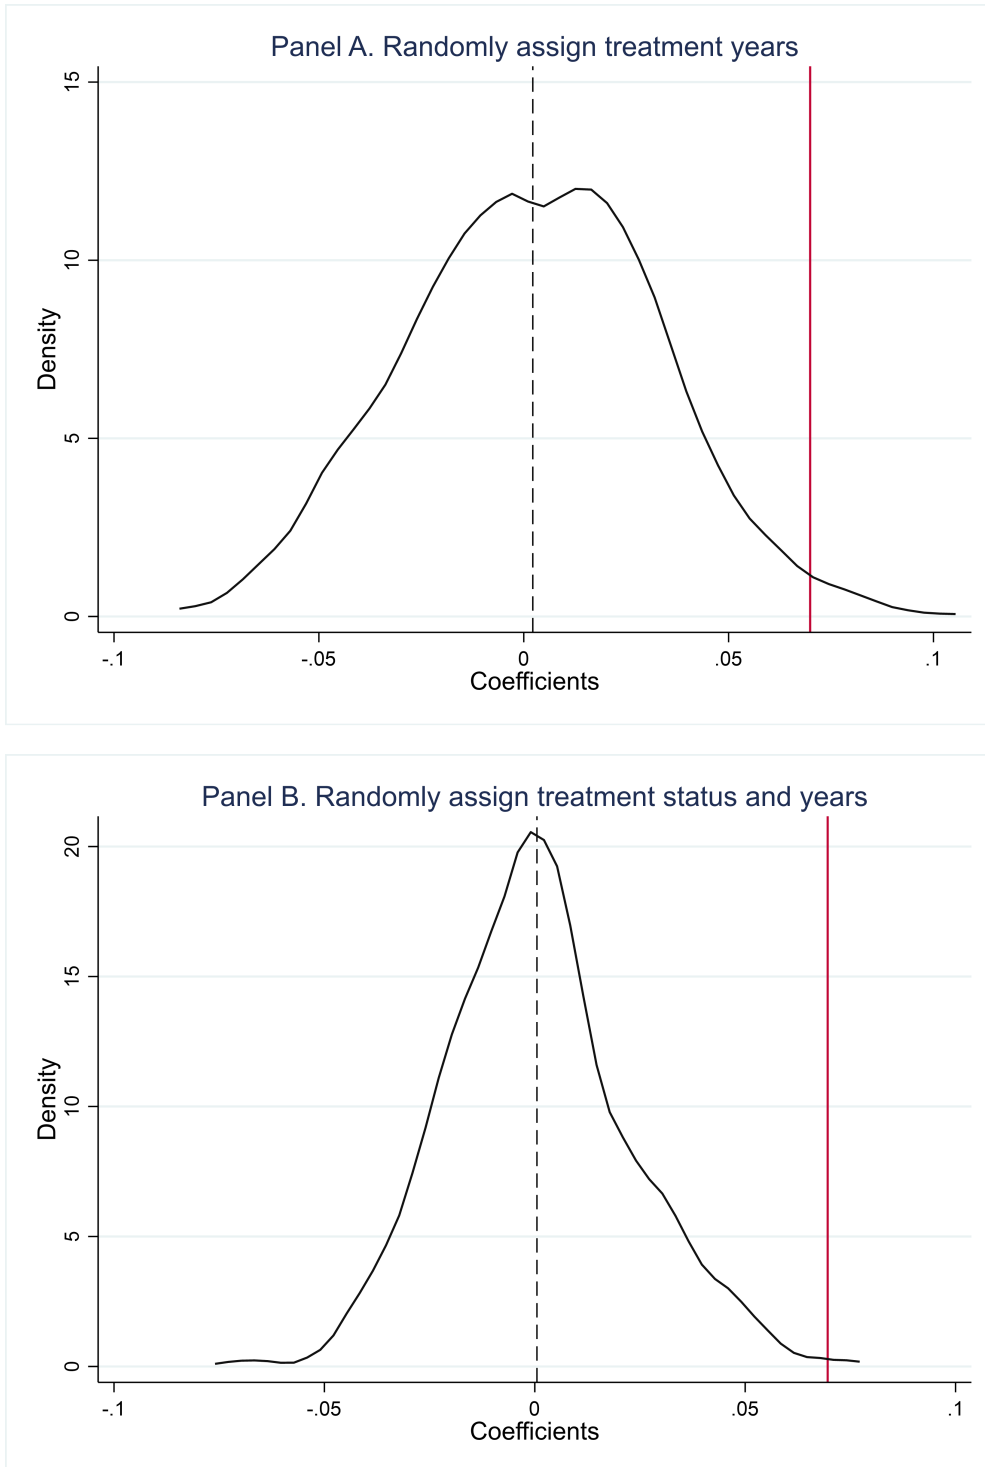 Panel A. Randomly assign treatment years
15
10
5
0
Density
-.1 -.05 0 .05 .1
Coefficients
Panel B. Randomly assign treatment status and years
20
15
10
5
0
Density
-.1 -.05 0 .05 .1
Coefficients